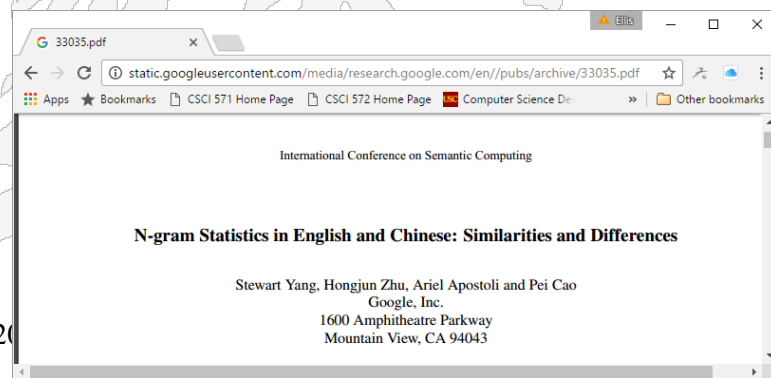 Ellis
33035.pdf
static.googleusercontent.com/media/research.google.com/en//pubs/archive/33035.pdf
Apps Bookmarks CSCI 571 Home Page CSCI 572 Home Page USC Computer Science De » Other bookmarks
International Conference on Semantic Computing
N-gram Statistics in English and Chinese: Similarities and Differences
Stewart Yang, Hongjun Zhu, Ariel Apostoli and Pei Cao
Google, Inc.
1600 Amphitheatre Parkway
Mountain View, CA 94043